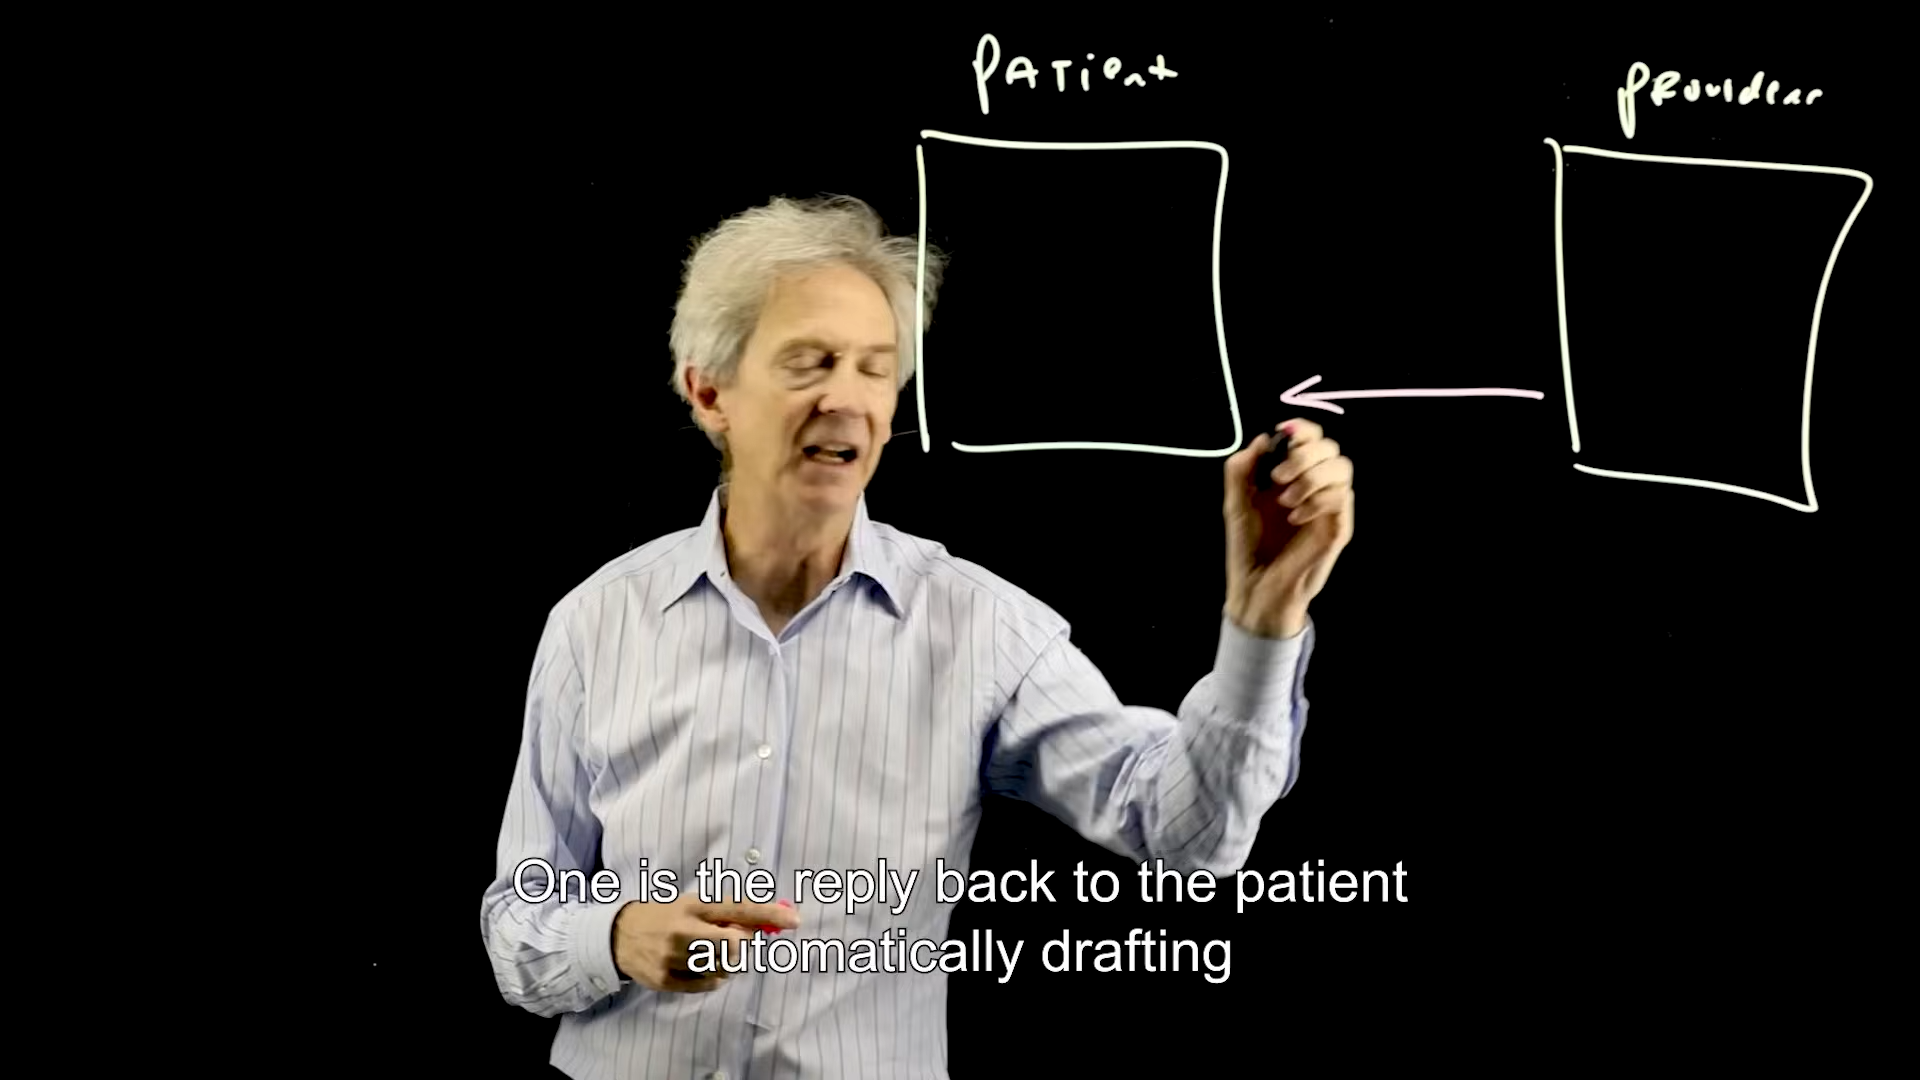 Patient
Provider
One is the reply back to the patient
automatically drafting